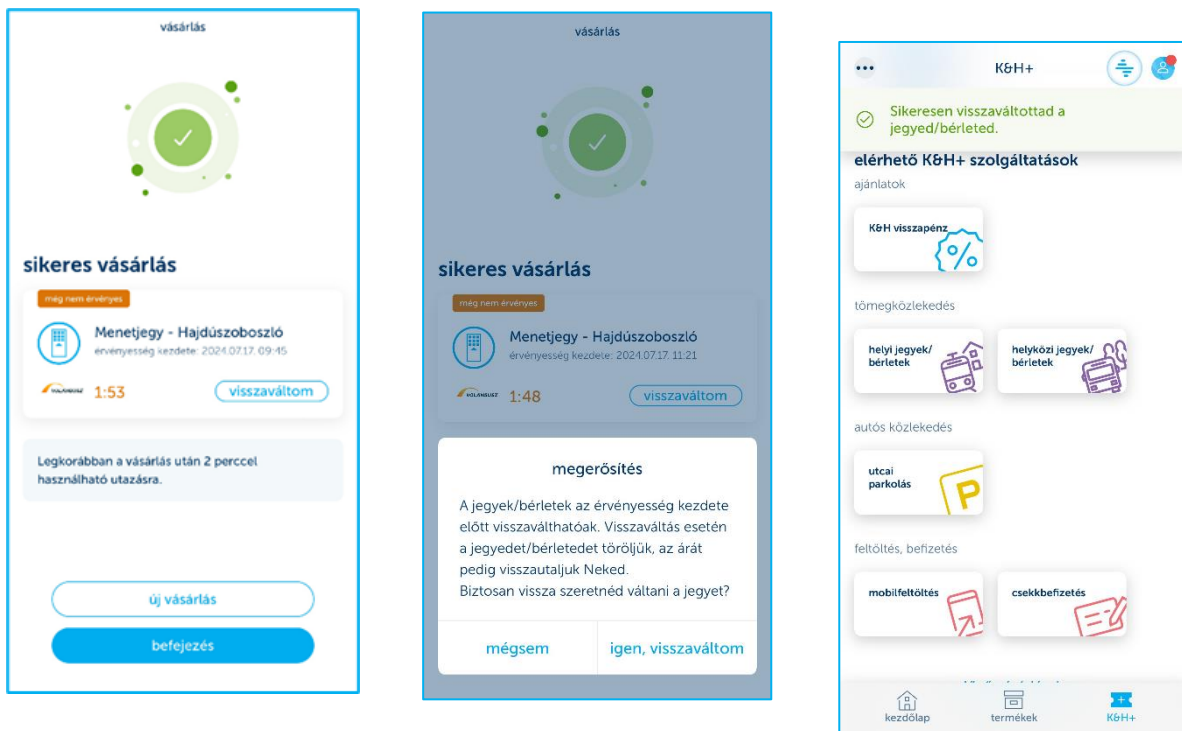 vásárlás
sikeres vásárlás
még nem érvényes
Menetjegy - Hajdúszoboszló
érvényesség kezdete: 2024.07.17. 09:45
VOLÁNBUSZ 1:53 visszaváltom
Legkorábban a vásárlás után 2 perccel
használható utazásra.
új vásárlás
befejezés
vásárlás
sikeres vásárlás
még nem érvényes
Menetjegy - Hajdúszoboszló
érvényesség kezdete: 2024.07.17. 11:21
VOLÁNBUSZ 1:48 visszaváltom
megerősítés
A jegyek/bérletek az érvényesség kezdete
előtt visszaválthatóak. Visszaváltás esetén
a jegyedet/bérletedet töröljük, az árát
pedig visszautaljuk Neked.
Biztosan vissza szeretnéd váltani a jegyet?
mégsem igen, visszaváltom
K&H+
Sikeresen visszaváltottad a
jegyed/bérleted.
elérhető K&H+ szolgáltatások
ajánlatok
K&H visszapénz
tömegközlekedés
helyi jegyek/
bérletek
helyközi jegyek/
bérletek
autós közlekedés
utcai
parkolás
P
feltöltés, befizetés
mobilfeltöltés
csekkbefizetés
kezdőlap termékek K&H+